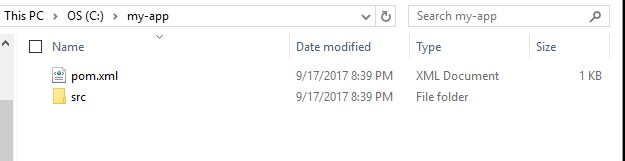 This PC > OS (C:) > my-app Search my-app
Name Date modified Type Size
pom.xml 9/17/2017 8:39 PM XML Document 1 KB
src 9/17/2017 8:39 PM File folder